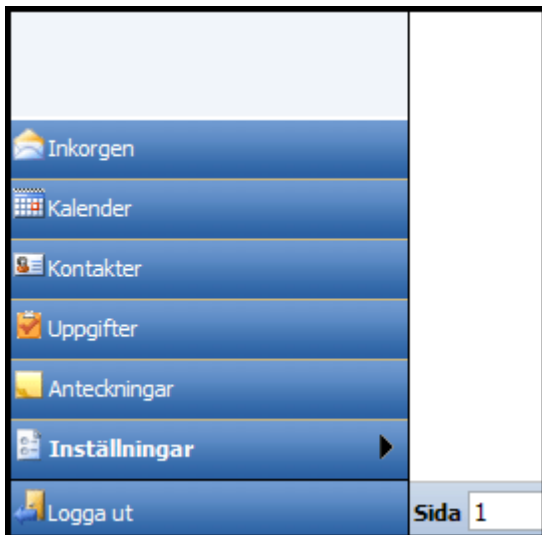 Inkorgen
Kalender
Kontakter
Uppgifter
Anteckningar
Inställningar
Logga ut
Sida 1